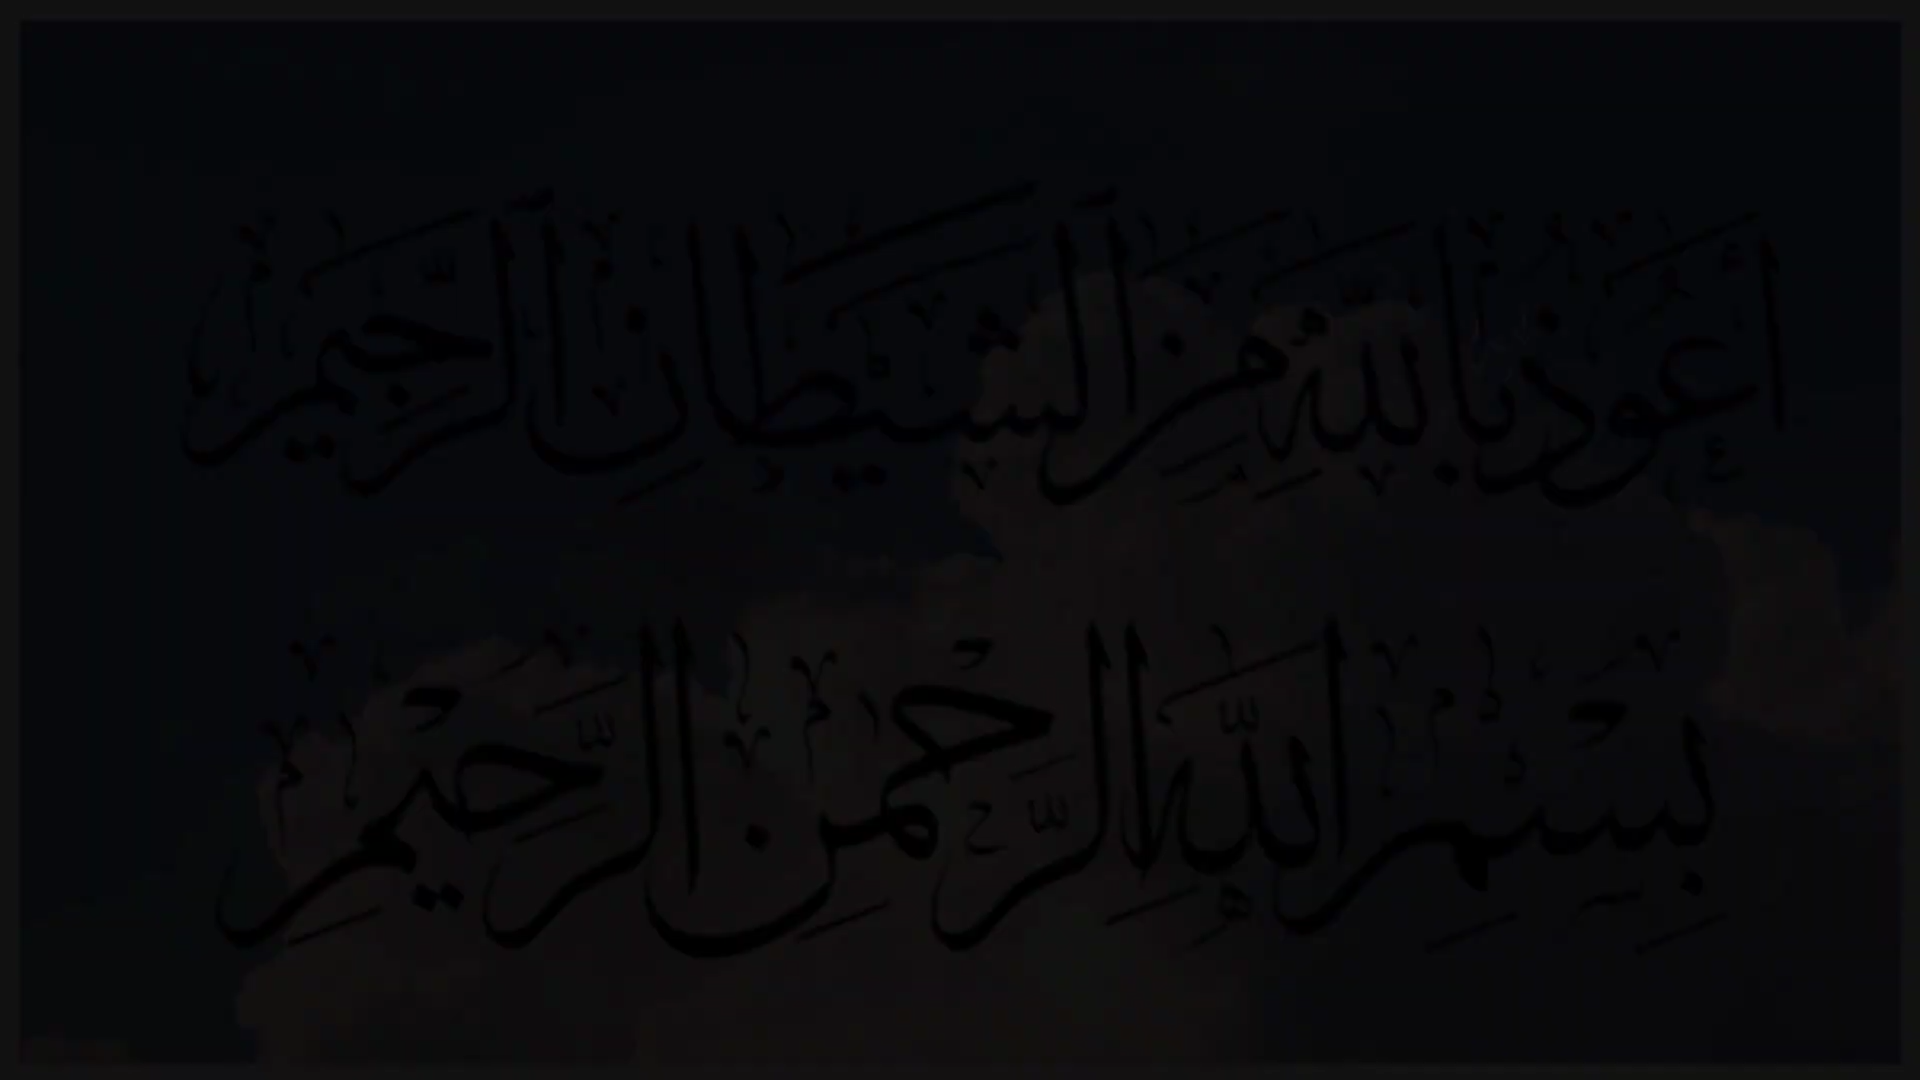 أَعُوذُ بِاللَّهِ مِنَ الشَّيْطَانِ الرَّجِيمِ
بِسْمِ اللَّهِ الرَّحْمَنِ الرَّحِيمِ